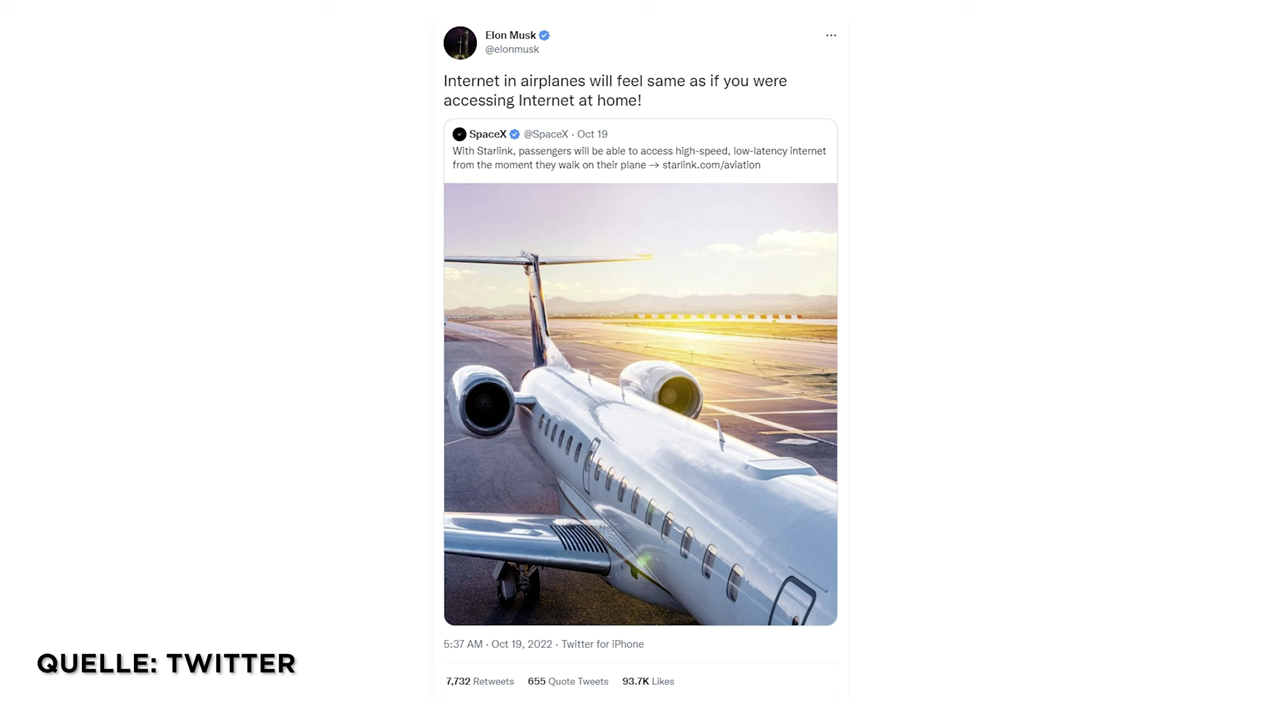 Elon Musk
@elonmusk
Internet in airplanes will feel same as if you were
accessing Internet at home!
SpaceX @SpaceX · Oct 19
With Starlink, passengers will be able to access high-speed, low-latency internet
from the moment they walk on their plane → starlink.com/aviation
5:37 AM · Oct 19, 2022 · Twitter for iPhone
7,732 Retweets 655 Quote Tweets 93.7K Likes
QUELLE: TWITTER